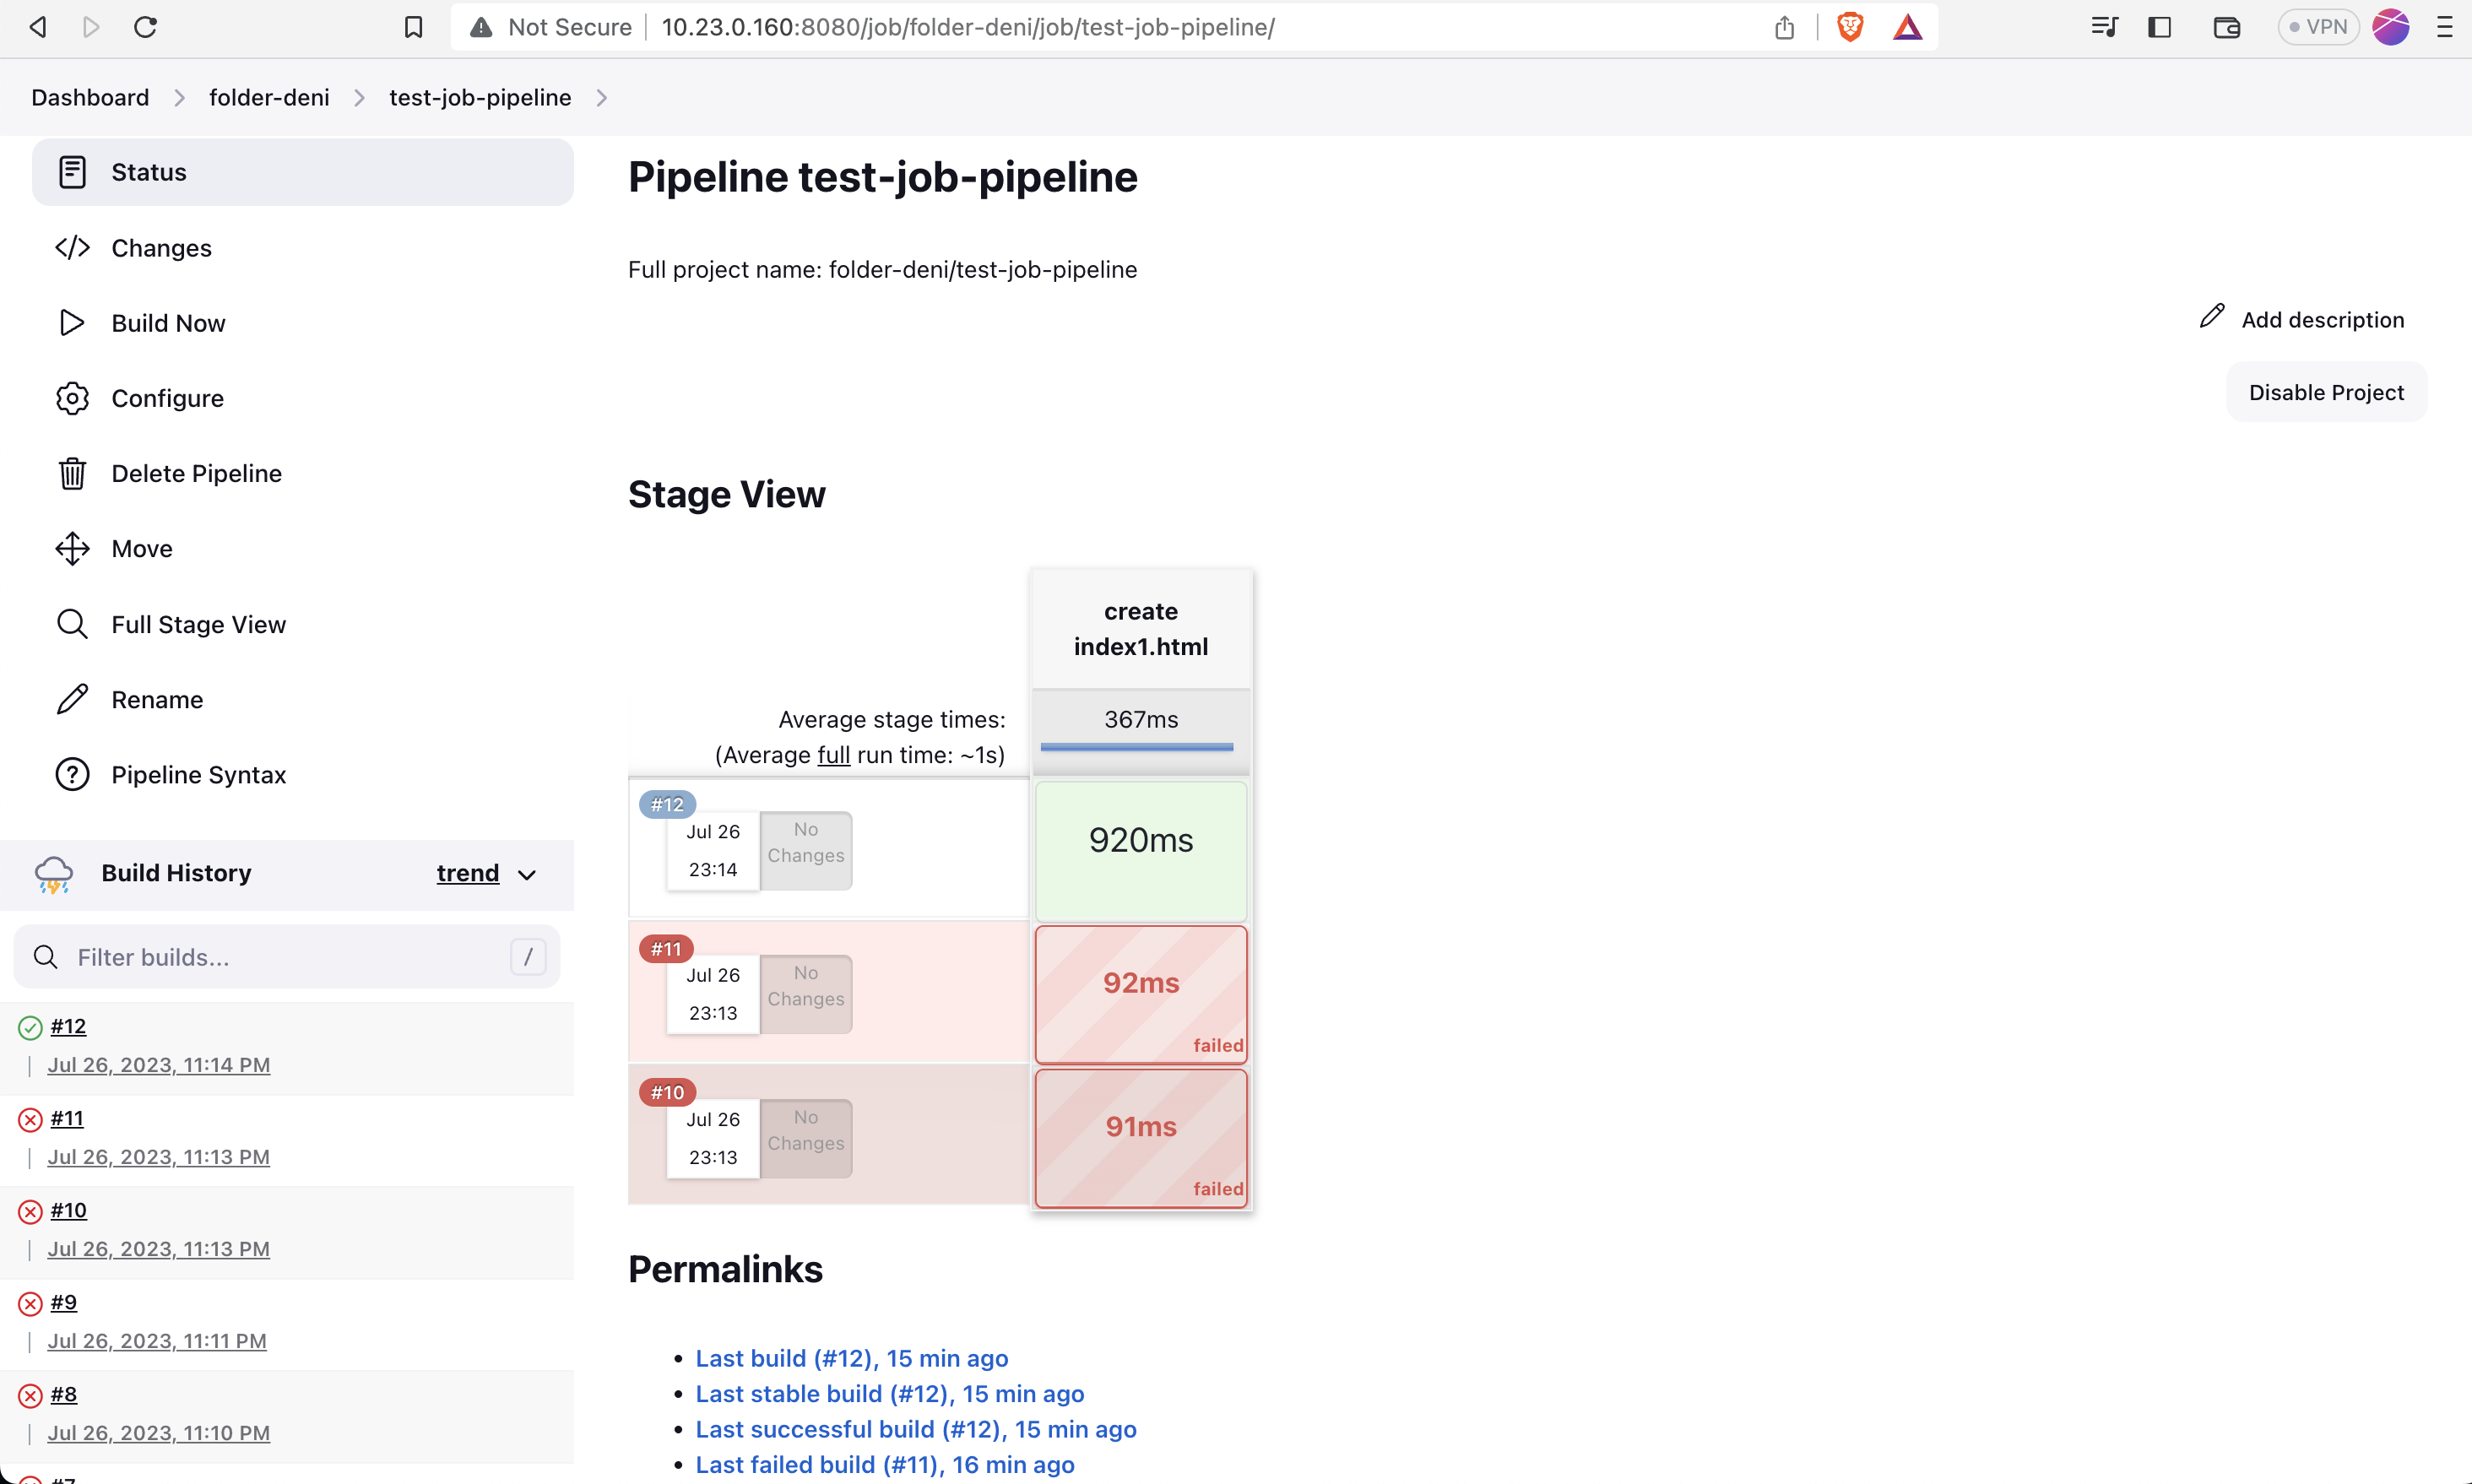 Not Secure
10.23.0.160:8080/job/folder-deni/job/test-job-pipeline/
VPN
Dashboard
folder-deni
test-job-pipeline
Status
Changes
Build Now
Configure
Delete Pipeline
Move
Full Stage View
Rename
Pipeline Syntax
Build History
trend
Filter builds...
/
#12
Jul 26, 2023, 11:14 PM
#11
Jul 26, 2023, 11:13 PM
#10
Jul 26, 2023, 11:13 PM
#9
Jul 26, 2023, 11:11 PM
#8
Jul 26, 2023, 11:10 PM
#7
Pipeline test-job-pipeline
Full project name: folder-deni/test-job-pipeline
Add description
Disable Project
Stage View
create
index1.html
Average stage times:
(Average full run time: ~1s)
367ms
#12
Jul 26
23:14
No
Changes
920ms
#11
Jul 26
23:13
No
Changes
92ms
failed
#10
Jul 26
23:13
No
Changes
91ms
failed
Permalinks
• Last build (#12), 15 min ago
• Last stable build (#12), 15 min ago
• Last successful build (#12), 15 min ago
• Last failed build (#11), 16 min ago